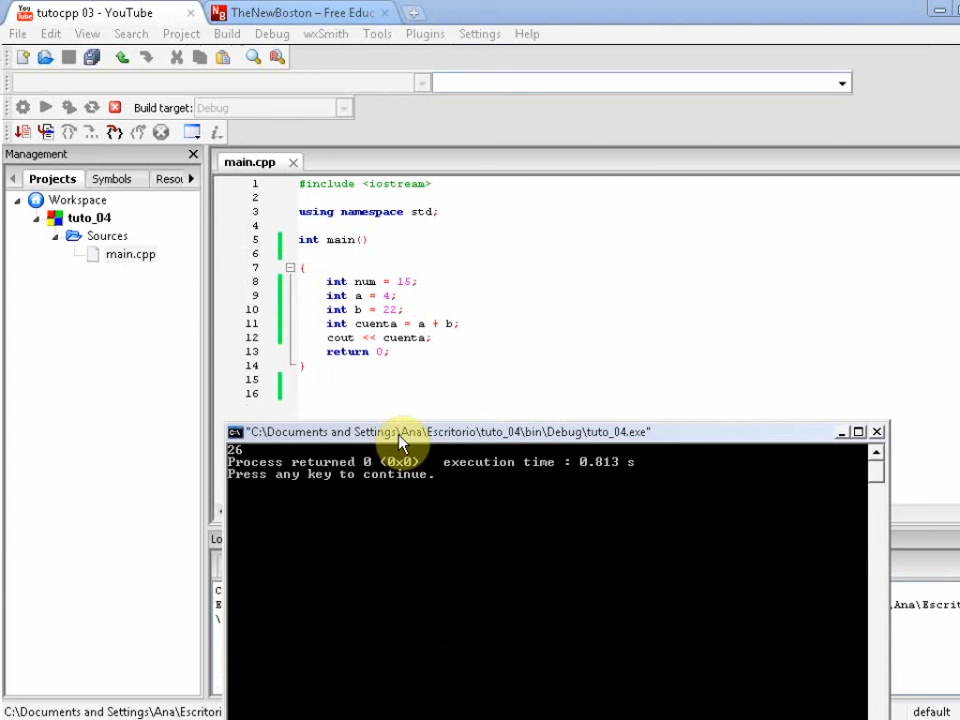 tutocpp 03 - YouTube
TheNewBoston – Free Educ
File Edit View Search Project Build Debug wxSmith Tools Plugins Settings Help
Build target: Debug
Management
main.cpp
Projects Symbols Resou
Workspace
tuto_04
Sources
main.cpp
1 #include <iostream>
2
3 using namespace std;
4
5 int main()
6
7 {
8 int num = 15;
9 int a = 4;
10 int b = 22;
11 int cuenta = a + b;
12 cout << cuenta;
13 return 0;
14 }
15
16
"C:\Documents and Settings\Ana\Escritorio\tuto_04\bin\Debug\tuto_04.exe"
26
Process returned 0 (0x0) execution time : 0.813 s
Press any key to continue.
Lo
C
E
\
\Ana\Escrit
C:\Documents and Settings\Ana\Escritori
default